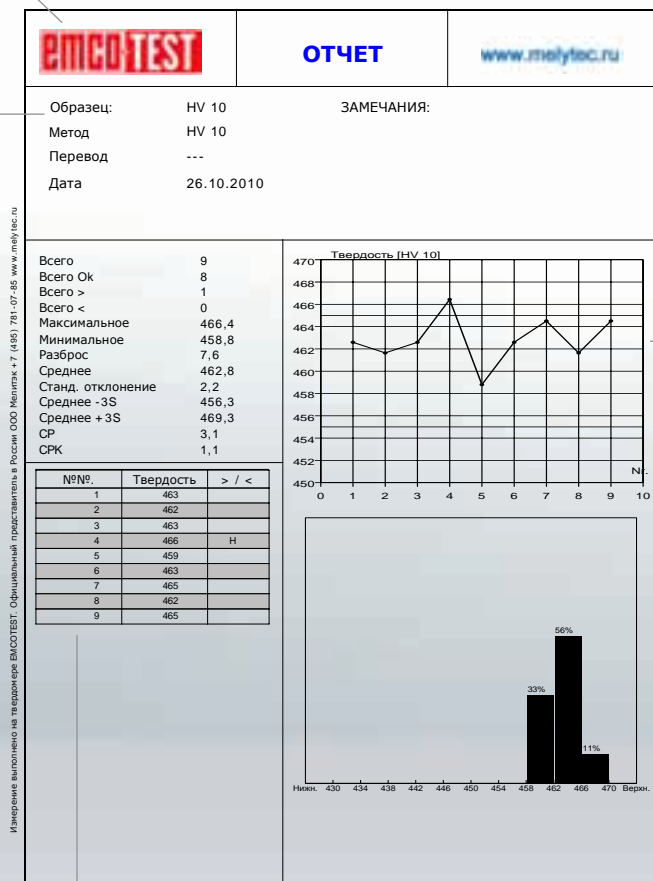 emco TEST
ОТЧЕТ
www.melytec.ru
Образец: HV 10
ЗАМЕЧАНИЯ:
Метод HV 10
Перевод ---
Дата 26.10.2010
Измерение выполнено на твердомере EMCOTEST. Официальный представитель в России ООО Мелитэк +7 (495) 781-07-85 www.melytec.ru
Всего 9
Всего Ok 8
Всего > 1
Всего < 0
Максимальное 466,4
Минимальное 458,8
Разброс 7,6
Среднее 462,8
Станд. отклонение 2,2
Среднее -3S 456,3
Среднее +3S 469,3
СР 3,1
СРК 1,1
№№. Твердость > / <
1 463
2 462
3 463
4 466 H
5 459
6 463
7 465
8 462
9 465
Твердость [HV 10]
470
468
466
464
462
460
458
456
454
452
450
Nr.
0 1 2 3 4 5 6 7 8 9 10
56%
33%
11%
Нижн. 430 434 438 442 446 450 454 458 462 466 470 Верхн.